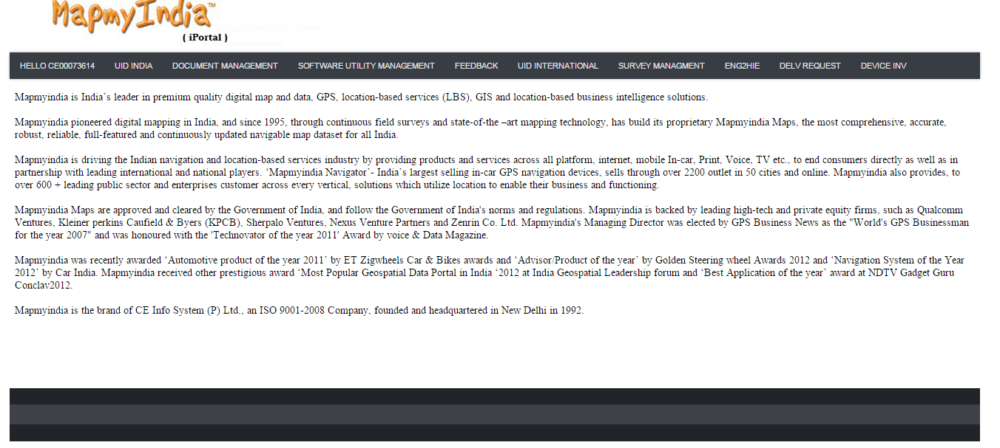 MapmyIndia™
( iPortal )
HELLO CE00073614 UID INDIA DOCUMENT MANAGEMENT SOFTWARE UTILITY MANAGEMENT FEEDBACK UID INTERNATIONAL SURVEY MANAGMENT ENG2HIE DELV REQUEST DEVICE INV
Mapmyindia is India’s leader in premium quality digital map and data, GPS, location-based services (LBS), GIS and location-based business intelligence solutions.
Mapmyindia pioneered digital mapping in India, and since 1995, through continuous field surveys and state-of-the –art mapping technology, has build its proprietary Mapmyindia Maps, the most comprehensive, accurate,
robust, reliable, full-featured and continuously updated navigable map dataset for all India.
Mapmyindia is driving the Indian navigation and location-based services industry by providing products and services across all platform, internet, mobile In-car, Print, Voice, TV etc., to end consumers directly as well as in
partnership with leading international and national players. ‘Mapmyindia Navigator’- India’s largest selling in-car GPS navigation devices, sells through over 2200 outlet in 50 cities and online. Mapmyindia also provides, to
over 600 + leading public sector and enterprises customer across every vertical, solutions which utilize location to enable their business and functioning.
Mapmyindia Maps are approved and cleared by the Government of India, and follow the Government of India's norms and regulations. Mapmyindia is backed by leading high-tech and private equity firms, such as Qualcomm
Ventures, Kleiner perkins Caufield & Byers (KPCB), Sherpalo Ventures, Nexus Venture Partners and Zenrin Co. Ltd. Mapmyindia's Managing Director was elected by GPS Business News as the "World's GPS Businessman
for the year 2007" and was honoured with the 'Technovator of the year 2011' Award by voice & Data Magazine.
Mapmyindia was recently awarded ‘Automotive product of the year 2011’ by ET Zigwheels Car & Bikes awards and ‘Advisor/Product of the year’ by Golden Steering wheel Awards 2012 and ‘Navigation System of the Year
2012’ by Car India. Mapmyindia received other prestigious award ‘Most Popular Geospatial Data Portal in India ‘2012 at India Geospatial Leadership forum and ‘Best Application of the year’ award at NDTV Gadget Guru
Conclav2012.
Mapmyindia is the brand of CE Info System (P) Ltd., an ISO 9001-2008 Company, founded and headquartered in New Delhi in 1992.